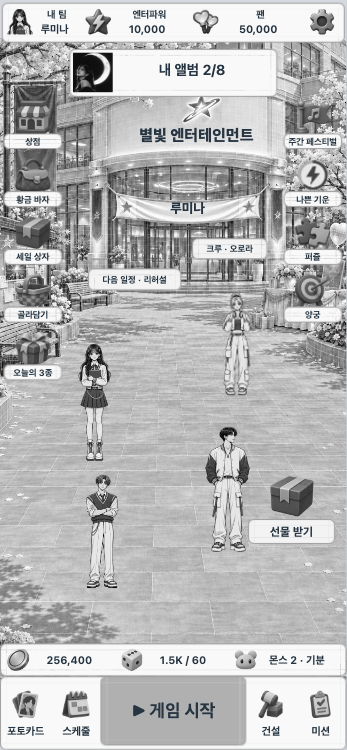 내 팀
루미나
엔터파워
10,000
팬
50,000
내 앨범 2/8
별빛 엔터테인먼트
루미나
상점
주간 페스티벌
황금 바자
나쁜 기운
크루 · 오로라
세일 상자
퍼즐
다음 일정 · 리허설
골라담기
양궁
오늘의 3종
선물 받기
256,400
1.5K / 60
몬스 2 · 기분
포토카드
스케줄
▶ 게임 시작
건설
미션